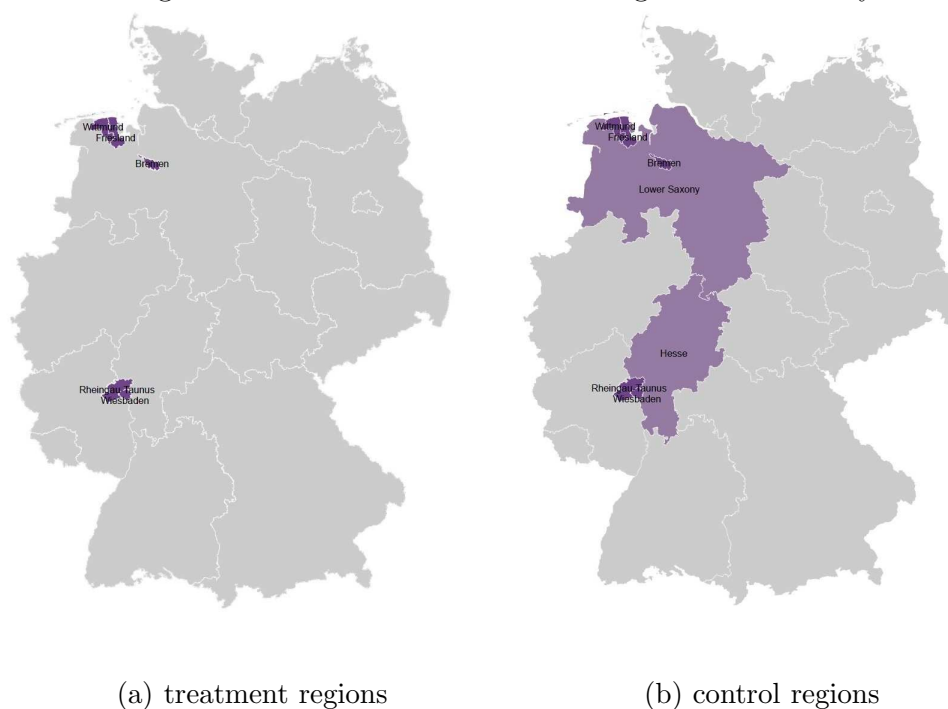 Wittmund
Friesland
Bremen
Rheingau-Taunus
Wiesbaden
Wittmund
Friesland
Bremen
Lower Saxony
Hesse
Rheingau-Taunus
Wiesbaden
(a) treatment regions
(b) control regions